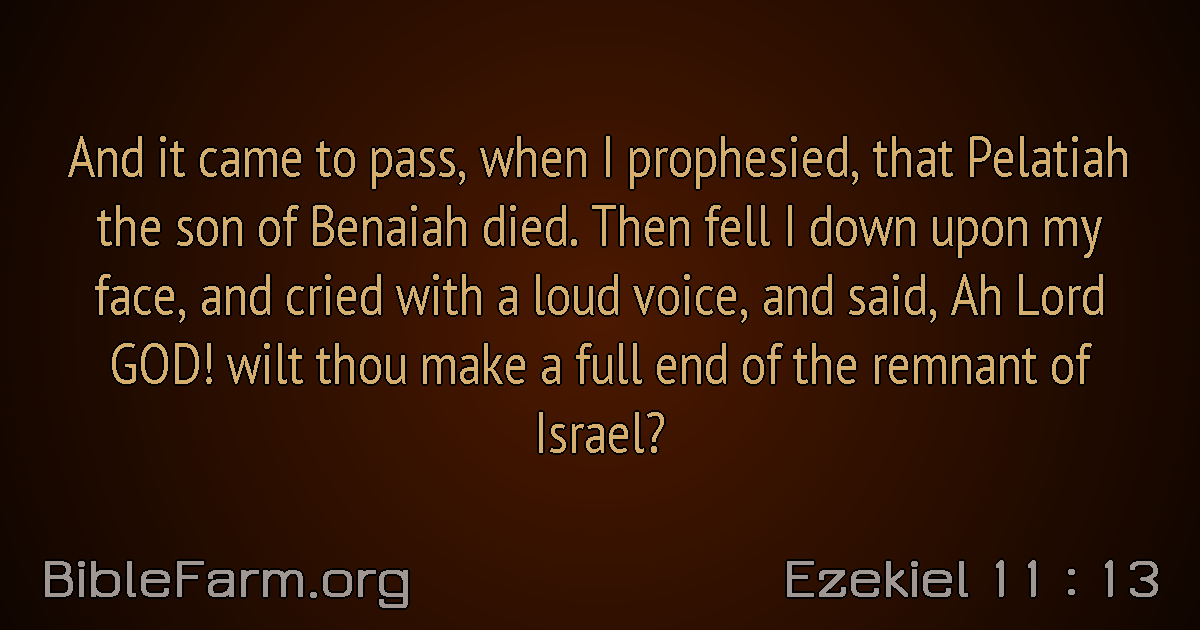 And it came to pass, when I prophesied, that Pelatiah
the son of Benaiah died. Then fell I down upon my
face, and cried with a loud voice, and said, Ah Lord
GOD! wilt thou make a full end of the remnant of
Israel?
BibleFarm.org
Ezekiel 11 : 13